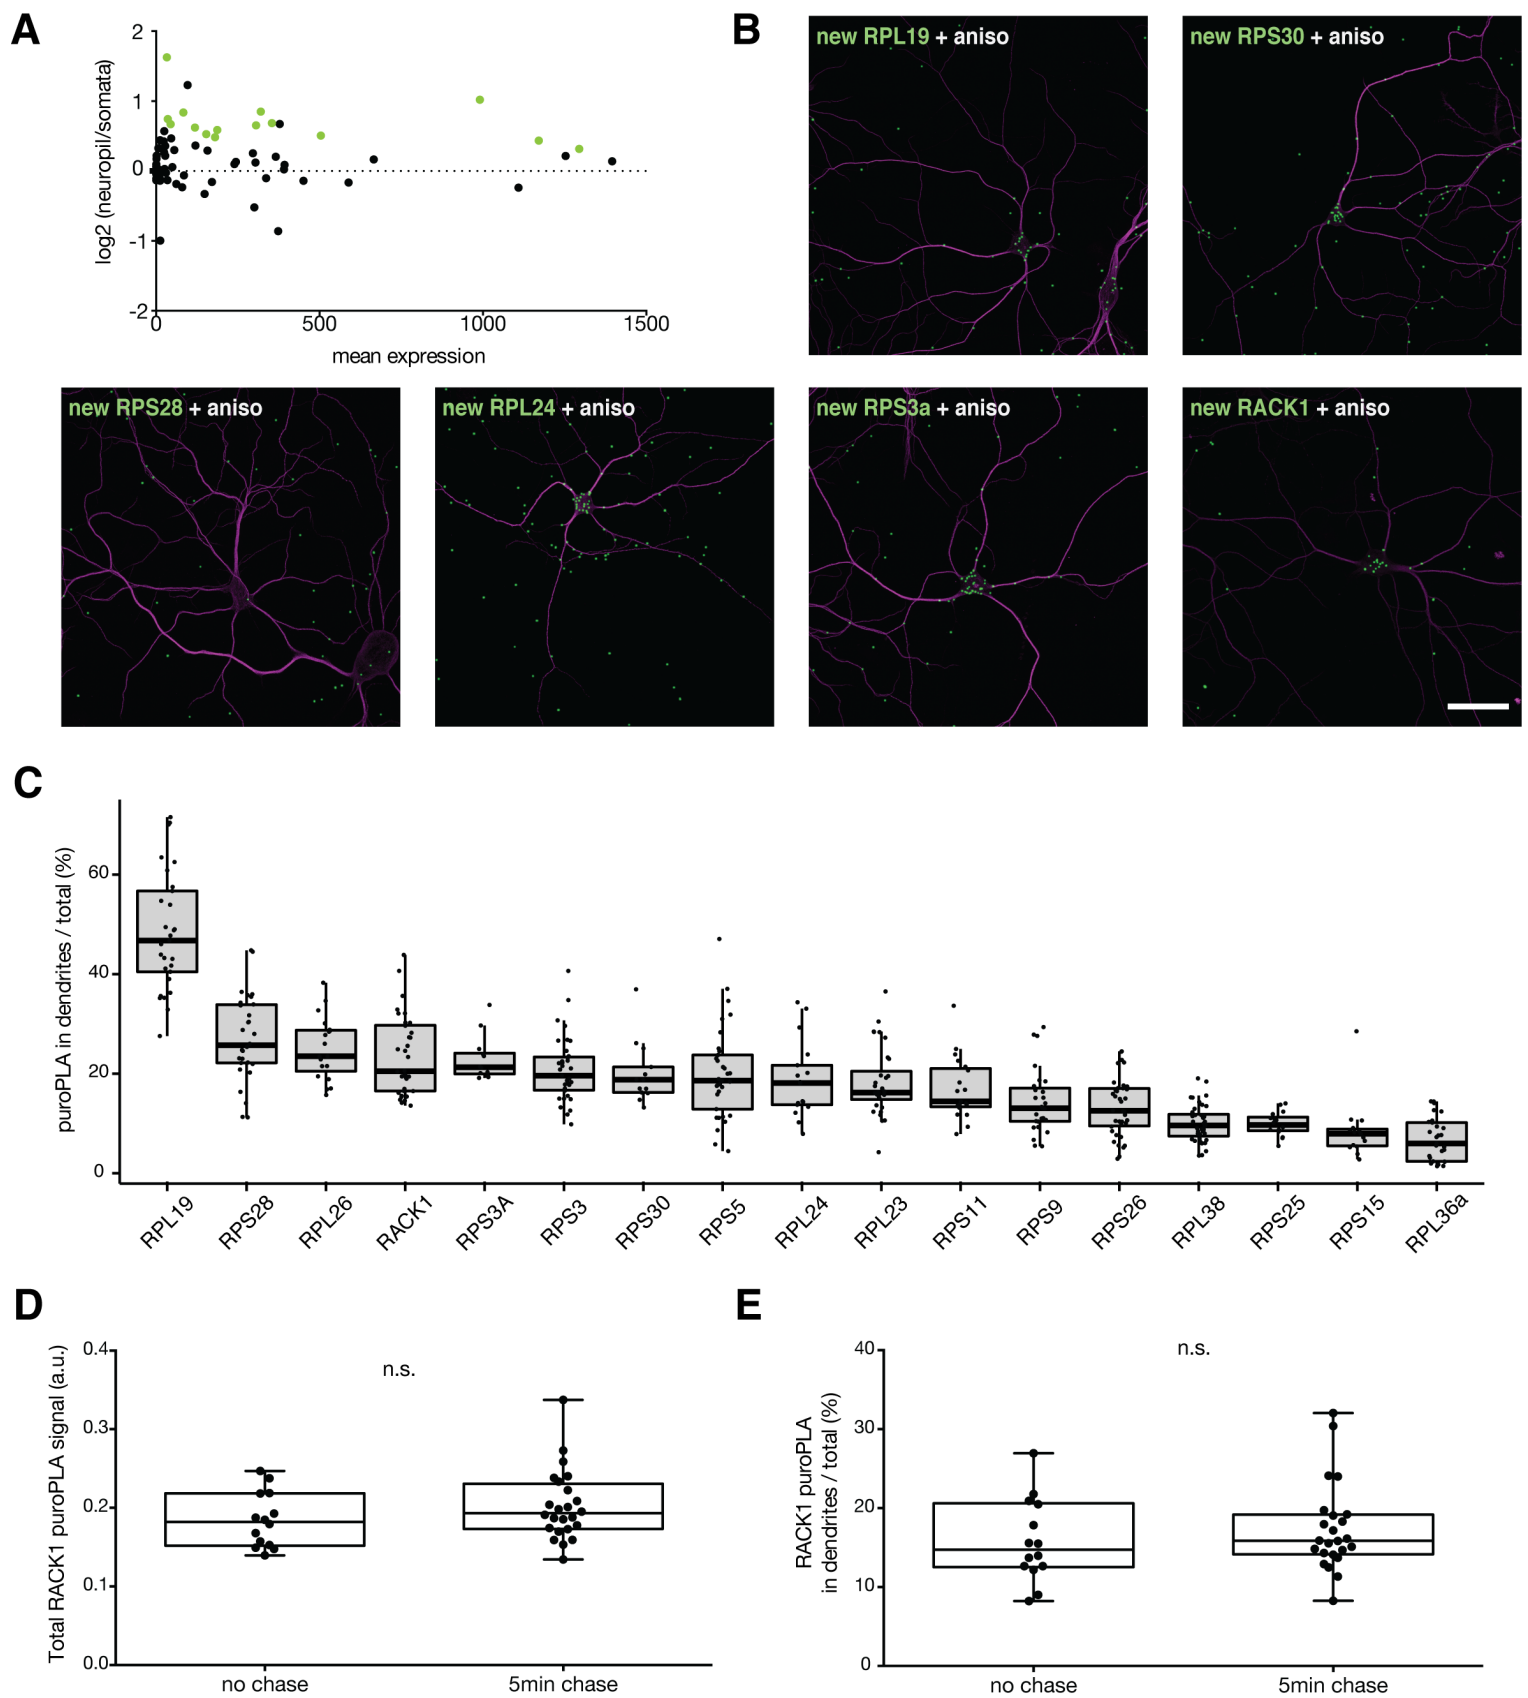 A
2
1
0
-1
-2
log2 (neuropil/somata)
0
500
1000
1500
mean expression
B
new RPL19 + aniso
new RPS30 + aniso
new RPS28 + aniso
new RPL24 + aniso
new RPS3a + aniso
new RACK1 + aniso
C
puroPLA in dendrites / total (%)
60
40
20
0
RPL19
RPS28
RPL26
RACK1
RPS3A
RPS3
RPS30
RPS5
RPL24
RPL23
RPS11
RPS9
RPS26
RPL38
RPS25
RPS15
RPL36a
D
Total RACK1 puroPLA signal (a.u.)
0.4
0.3
0.2
0.1
0.0
n.s.
no chase
5min chase
E
RACK1 puroPLA
in dendrites / total (%)
40
30
20
10
0
n.s.
no chase
5min chase